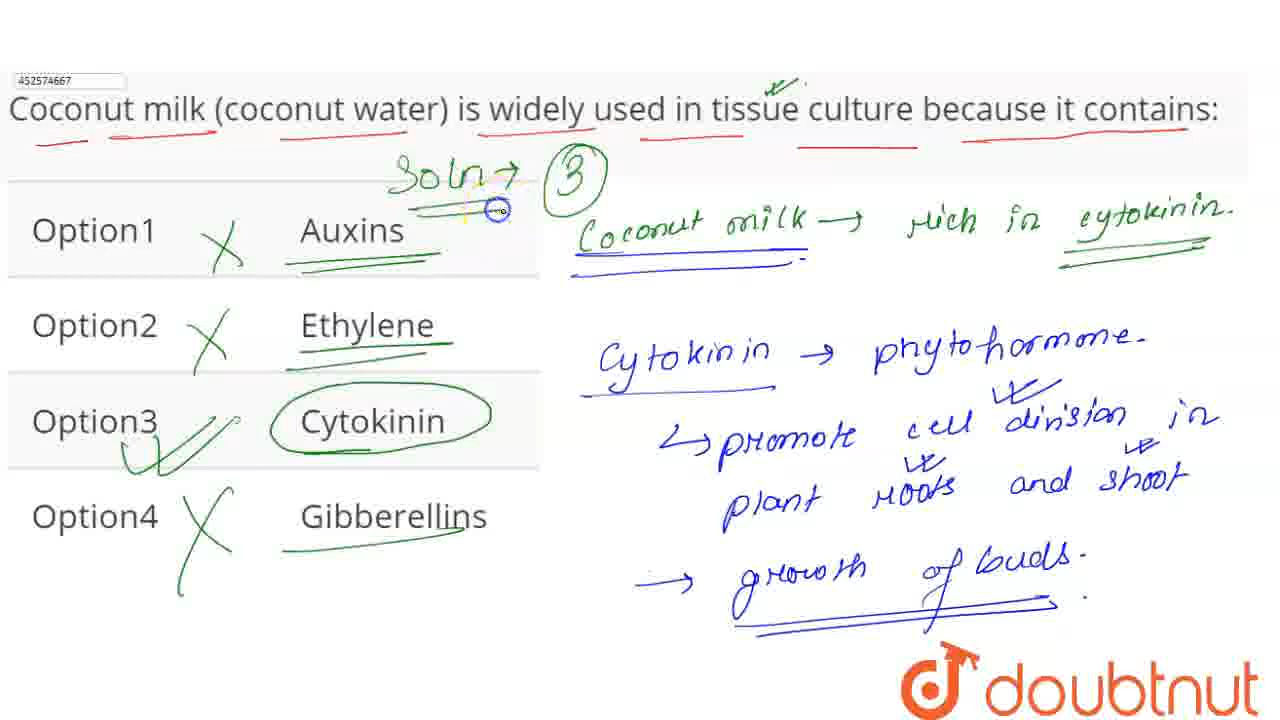 452574667
Coconut milk (coconut water) is widely used in tissue culture because it contains:
Soln → 3
Option1 Auxins
Coconut milk → rich in cytokinin.
Option2 Ethylene
Cytokinin → phytohormone.
Option3 Cytokinin
↳ promote cell division in
plant roots and shoot
Option4 Gibberellins
→ growth of buds.
doubtnut